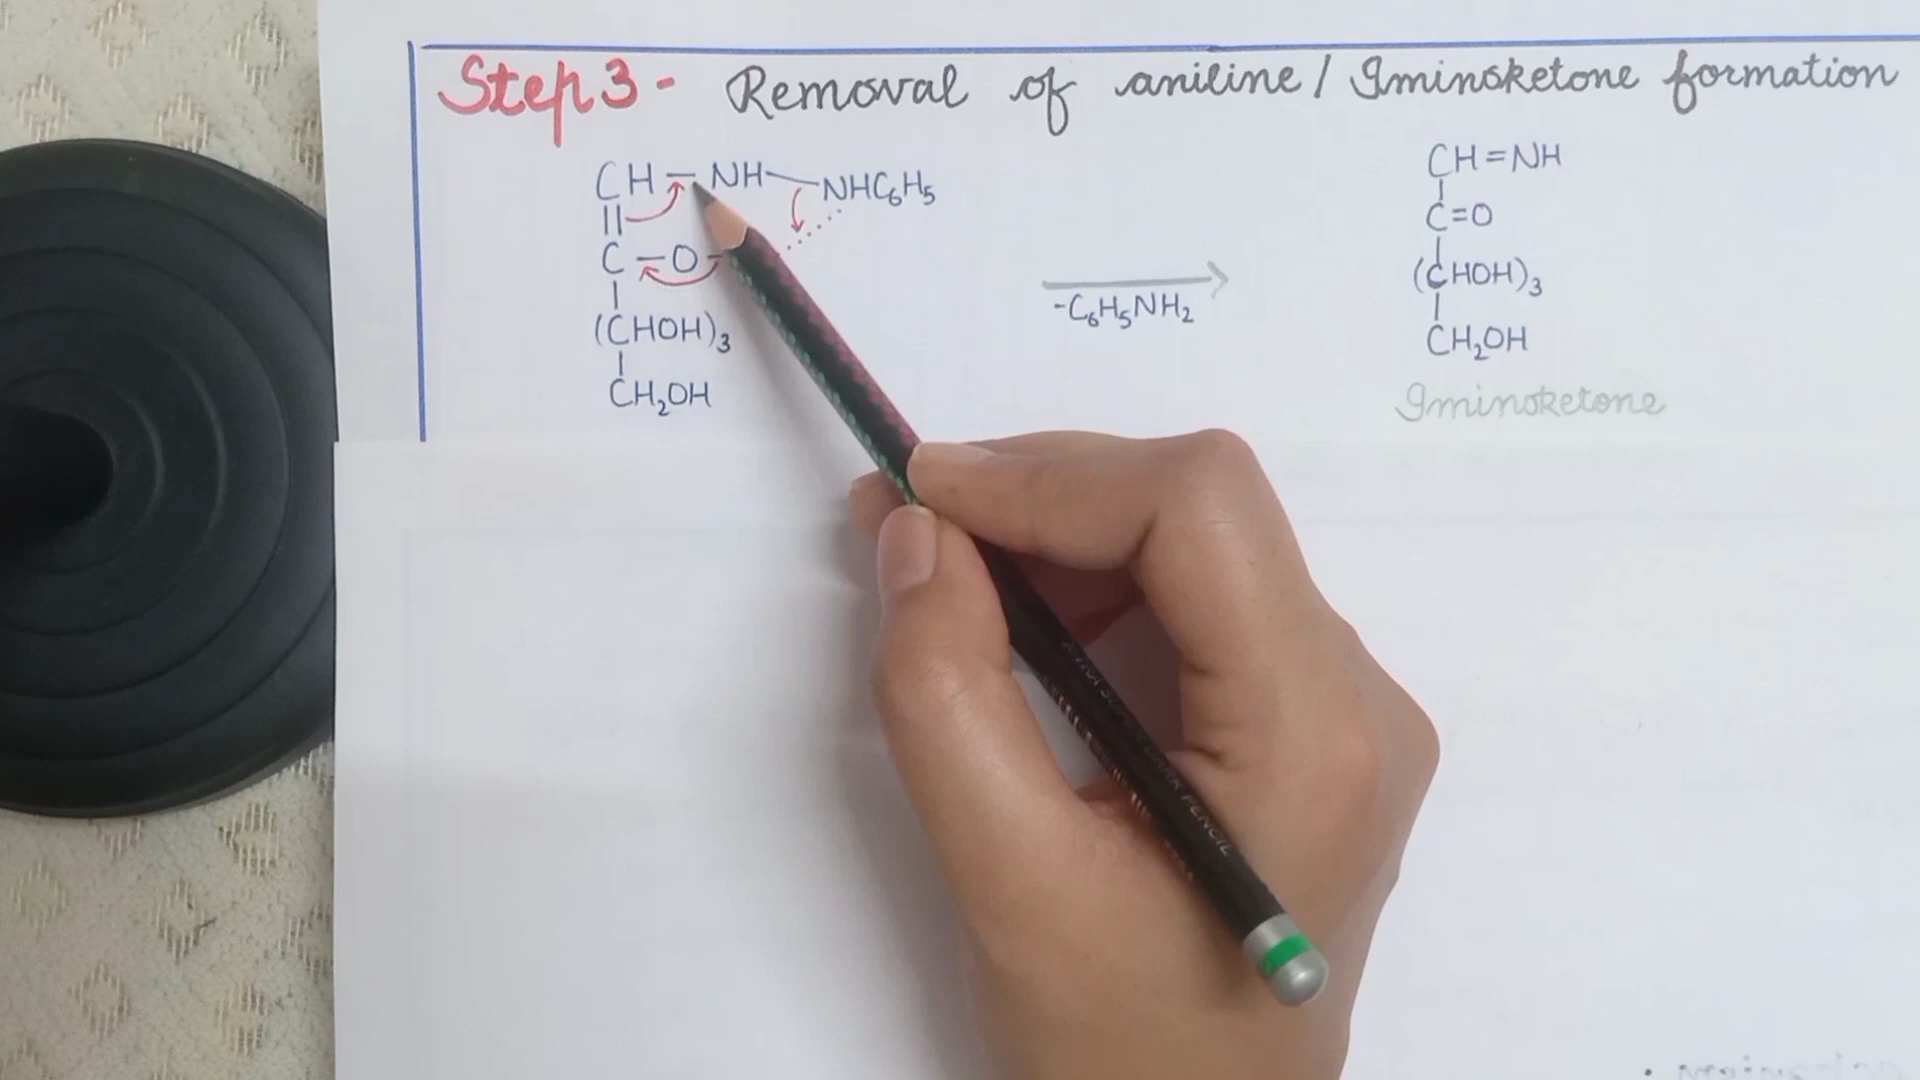 Step 3 - Removal of aniline / Iminoketone formation
CH - NH - NHC₆H₅
||
C - O -
|
(CHOH)₃
|
CH₂OH
-C₆H₅NH₂
CH=NH
|
C=O
|
(CHOH)₃
|
CH₂OH
Iminoketone